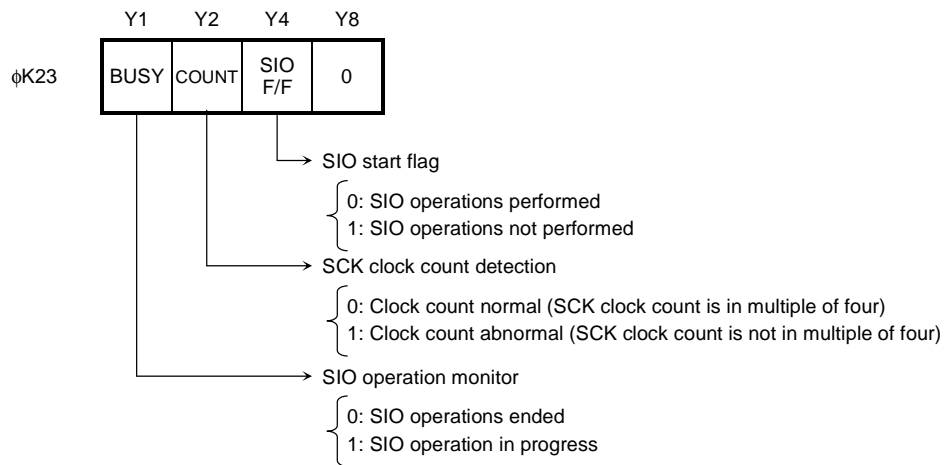 Y1 Y2 Y4 Y8
ϕK23 BUSY COUNT SIO F/F 0
SIO start flag
0: SIO operations performed
1: SIO operations not performed
SCK clock count detection
0: Clock count normal (SCK clock count is in multiple of four)
1: Clock count abnormal (SCK clock count is not in multiple of four)
SIO operation monitor
0: SIO operations ended
1: SIO operation in progress